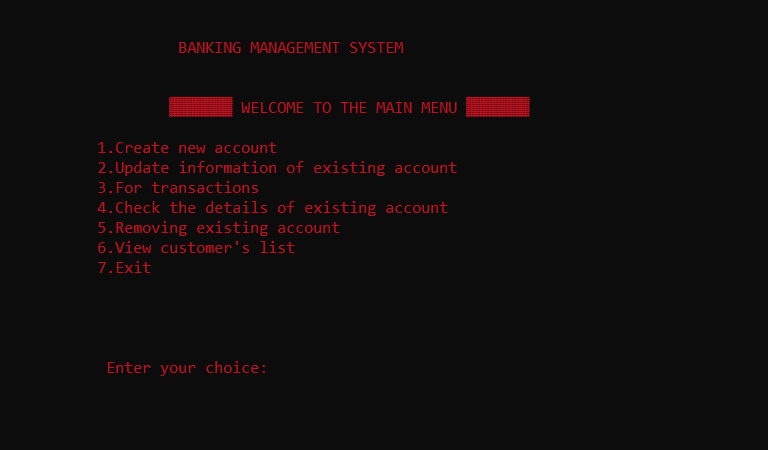 BANKING MANAGEMENT SYSTEM
▓▓▓▓▓▓▓ WELCOME TO THE MAIN MENU ▓▓▓▓▓▓▓
1.Create new account
2.Update information of existing account
3.For transactions
4.Check the details of existing account
5.Removing existing account
6.View customer's list
7.Exit
Enter your choice: